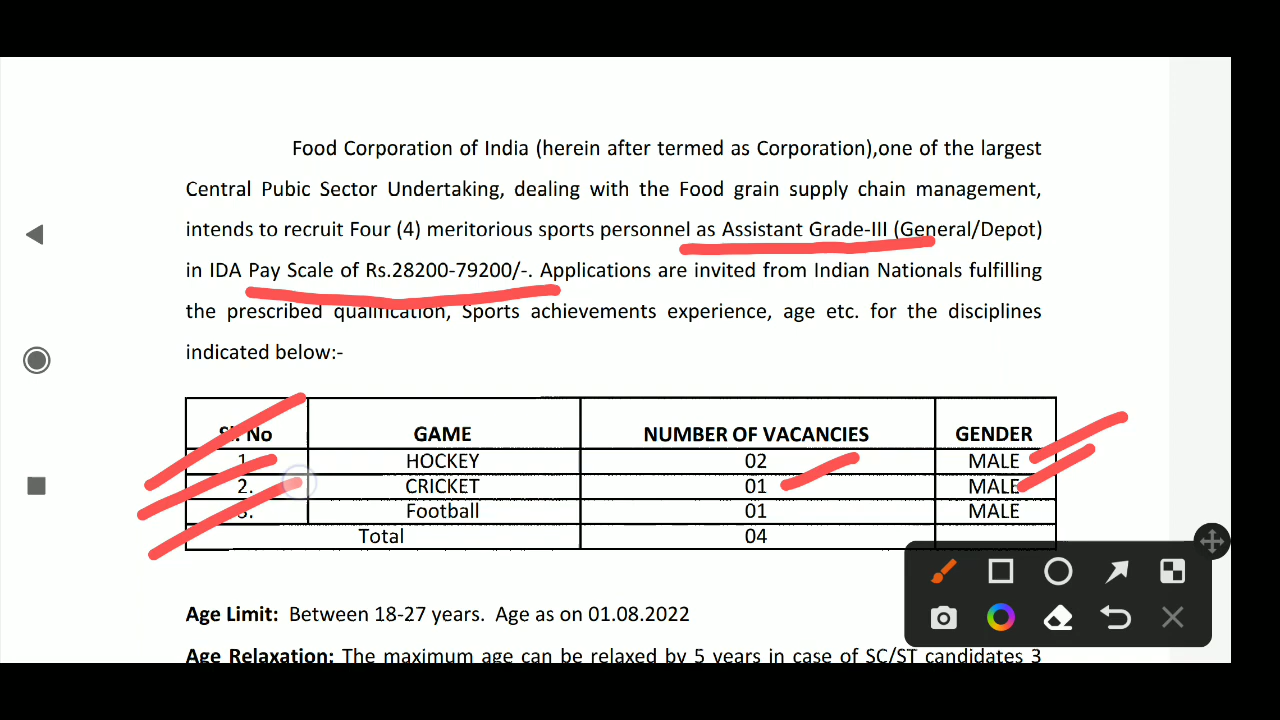 Food Corporation of India (herein after termed as Corporation),one of the largest
Central Pubic Sector Undertaking, dealing with the Food grain supply chain management,
intends to recruit Four (4) meritorious sports personnel as Assistant Grade-III (General/Depot)
in IDA Pay Scale of Rs.28200-79200/-. Applications are invited from Indian Nationals fulfilling
the prescribed qualification, Sports achievements experience, age etc. for the disciplines
indicated below:-
Sl. No GAME NUMBER OF VACANCIES GENDER
1. HOCKEY 02 MALE
2. CRICKET 01 MALE
3. Football 01 MALE
Total 04
Age Limit: Between 18-27 years. Age as on 01.08.2022
Age Relaxation: The maximum age can be relaxed by 5 years in case of SC/ST candidates 3